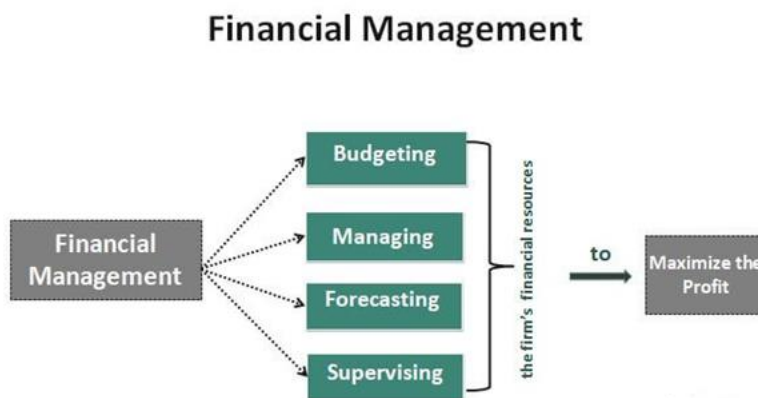 Financial Management
Financial
Management
Budgeting
Managing
Forecasting
Supervising
the firm's financial resources
to
Maximize the
Profit